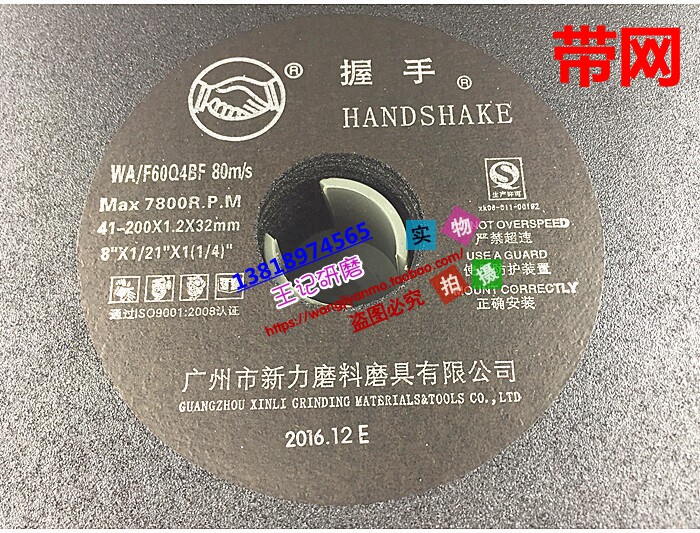 带网
®
握手®
HANDSHAKE
WA/F60Q4BF 80m/s
Max 7800R.P.M
41-200X1.2X32mm
8"X1/21"X1(1/4)"
通过ISO9001:2008认证
QS
生产许可
XK08-011-00192
NOT OVERSPEED
严禁超速
USE A GUARD
使 防护装置
MOUNT CORRECTLY
正确安装
13818974565
王记研磨
https://wangjiyanmo.taobao.com/
盗图必究
实物
拍摄
广州市新力磨料磨具有限公司
GUANGZHOU XINLI GRINDING MATERIALS&TOOLS CO.,LTD
2016.12 E